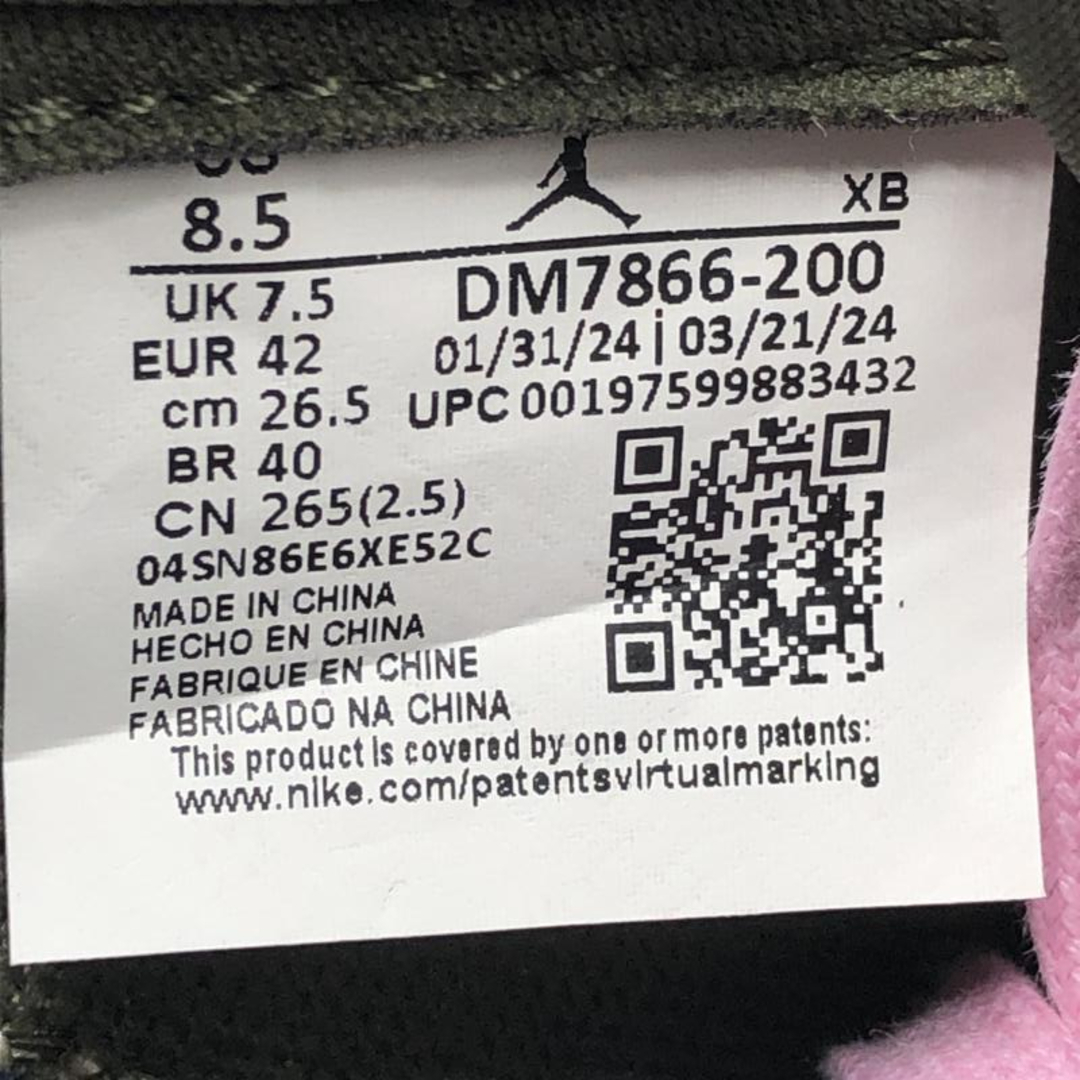 8.5
XB
UK 7.5
DM7866-200
EUR 42
01/31/24 | 03/21/24
cm 26.5
UPC 00197599883432
BR 40
CN 265(2.5)
04SN86E6XE52C
MADE IN CHINA
HECHO EN CHINA
FABRIQUE EN CHINE
FABRICADO NA CHINA
This product is covered by one or more patents:
www.nike.com/patentsvirtualmarking